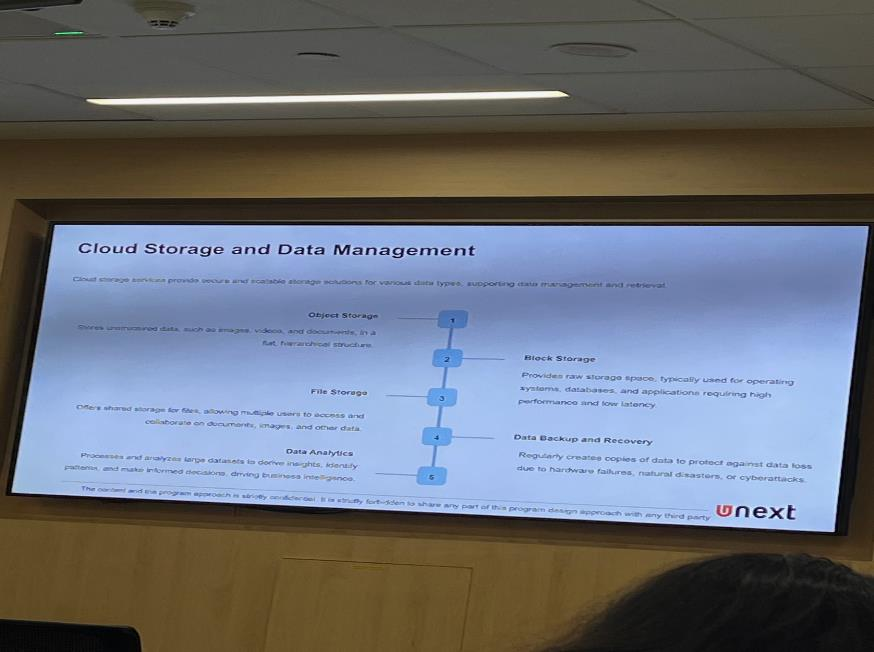 Cloud Storage and Data Management
Cloud storage services provide secure and scalable storage solutions for various data types, supporting data management and retrieval.
Object Storage
1
Stores unstructured data, such as images, videos, and documents, in a
flat, hierarchical structure.
2
Block Storage
Provides raw storage space, typically used for operating
systems, databases, and applications requiring high
performance and low latency.
File Storage
3
Offers shared storage for files, allowing multiple users to access and
collaborate on documents, images, and other data.
4
Data Backup and Recovery
Regularly creates copies of data to protect against data loss
due to hardware failures, natural disasters, or cyberattacks.
Data Analytics
5
Processes and analyzes large datasets to derive insights, identify
patterns, and make informed decisions, driving business intelligence.
The content and the program approach is strictly confidential. It is strictly forbidden to share any part of this program design approach with any third party
unext